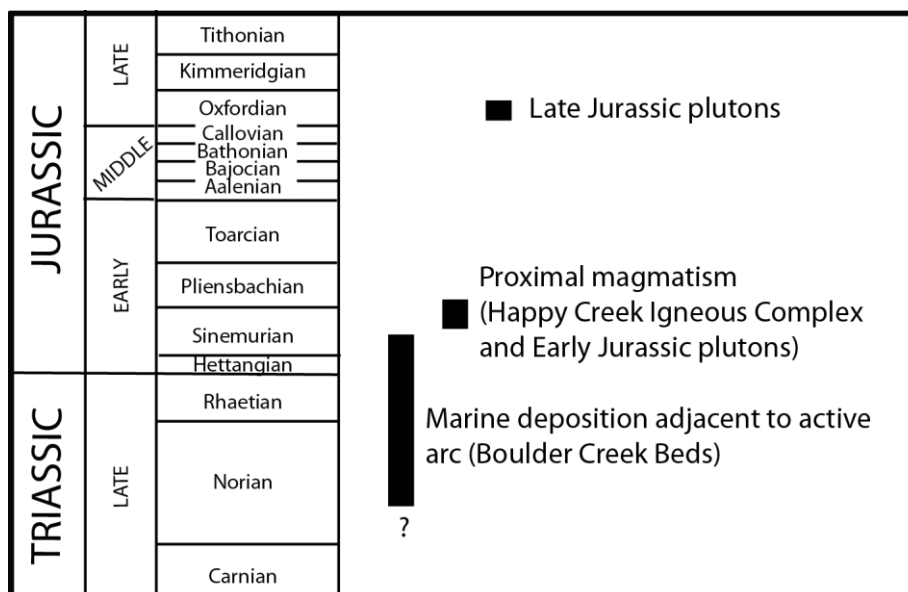 JURASSIC
LATE
Tithonian
Kimmeridgian
Oxfordian
Late Jurassic plutons
MIDDLE
Callovian
Bathonian
Bajocian
Aalenian
EARLY
Toarcian
Pliensbachian
Sinemurian
Hettangian
Proximal magmatism
(Happy Creek Igneous Complex
and Early Jurassic plutons)
TRIASSIC
LATE
Rhaetian
Norian
Carnian
Marine deposition adjacent to active
arc (Boulder Creek Beds)
?